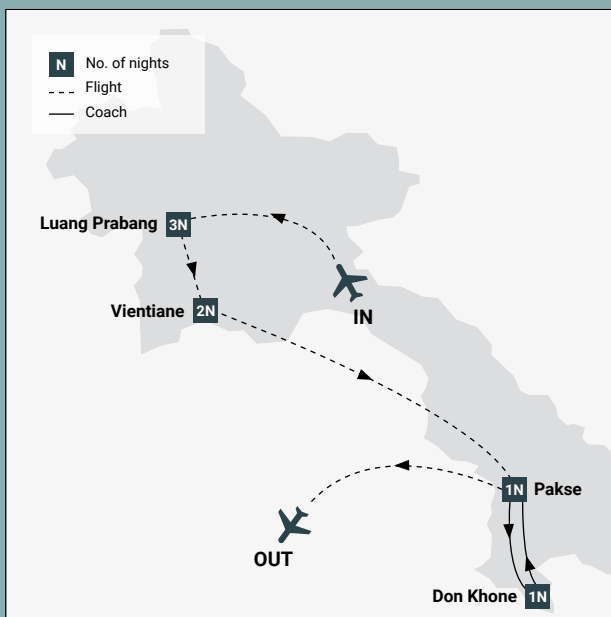 N No. of nights
Flight
Coach
Luang Prabang 3N
IN
Vientiane 2N
1N Pakse
OUT
Don Khone 1N